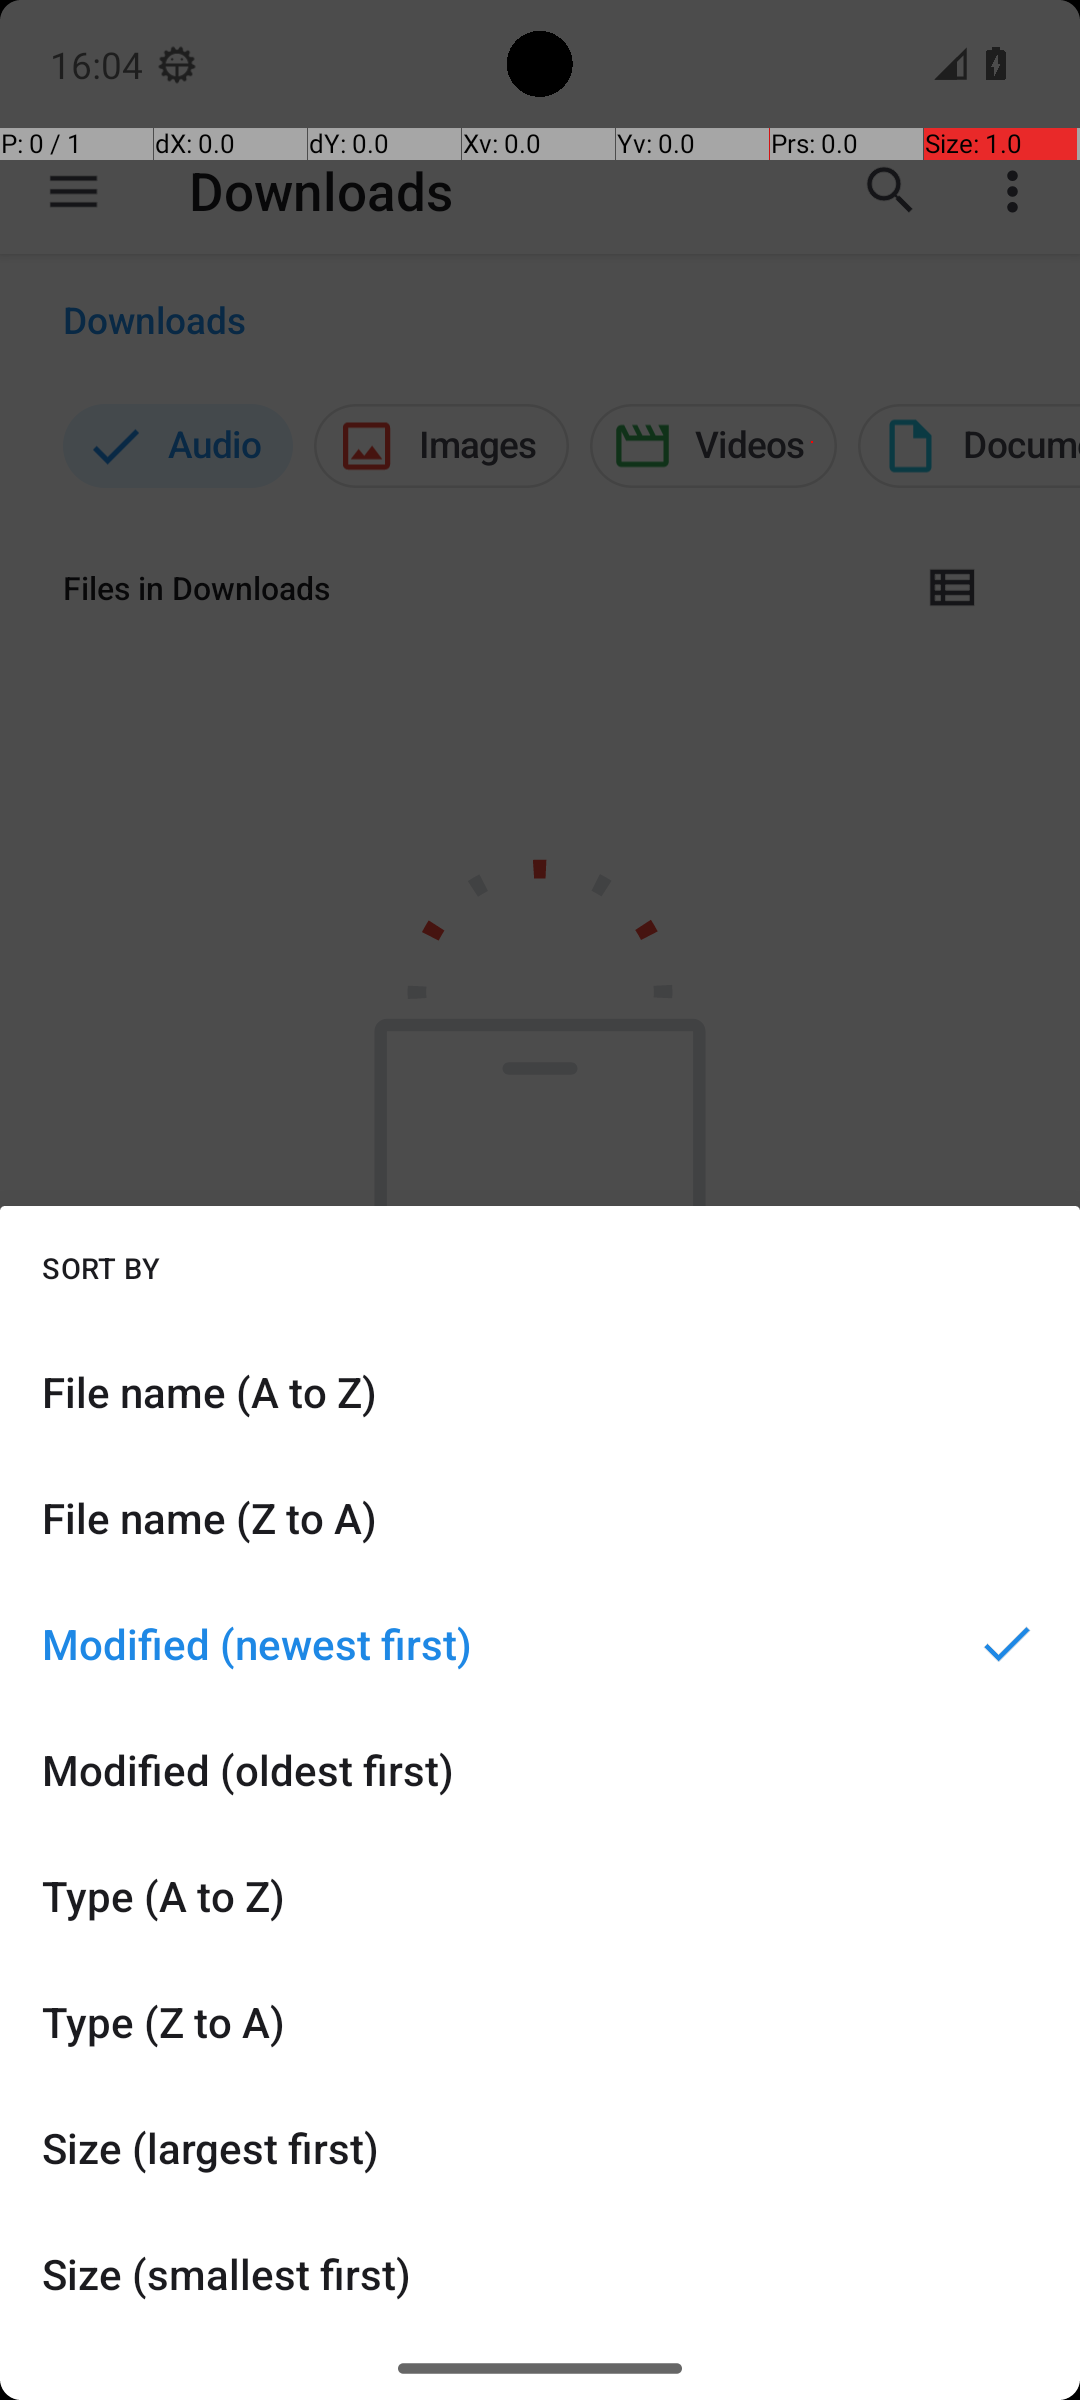 16:04
P: 0 / 1 dX: 0.0 dY: 0.0 Xv: 0.0 Yv: 0.0 Prs: 0.0 Size: 1.0
Downloads
Downloads
Audio Images Videos Docume
Files in Downloads
SORT BY
File name (A to Z)
File name (Z to A)
Modified (newest first)
Modified (oldest first)
Type (A to Z)
Type (Z to A)
Size (largest first)
Size (smallest first)